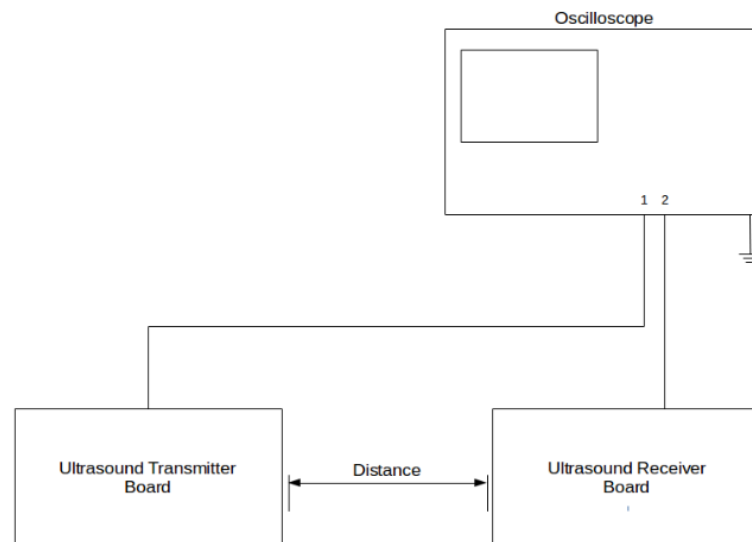 Oscilloscope
1 2
Ultrasound Transmitter
Board
Distance
Ultrasound Receiver
Board